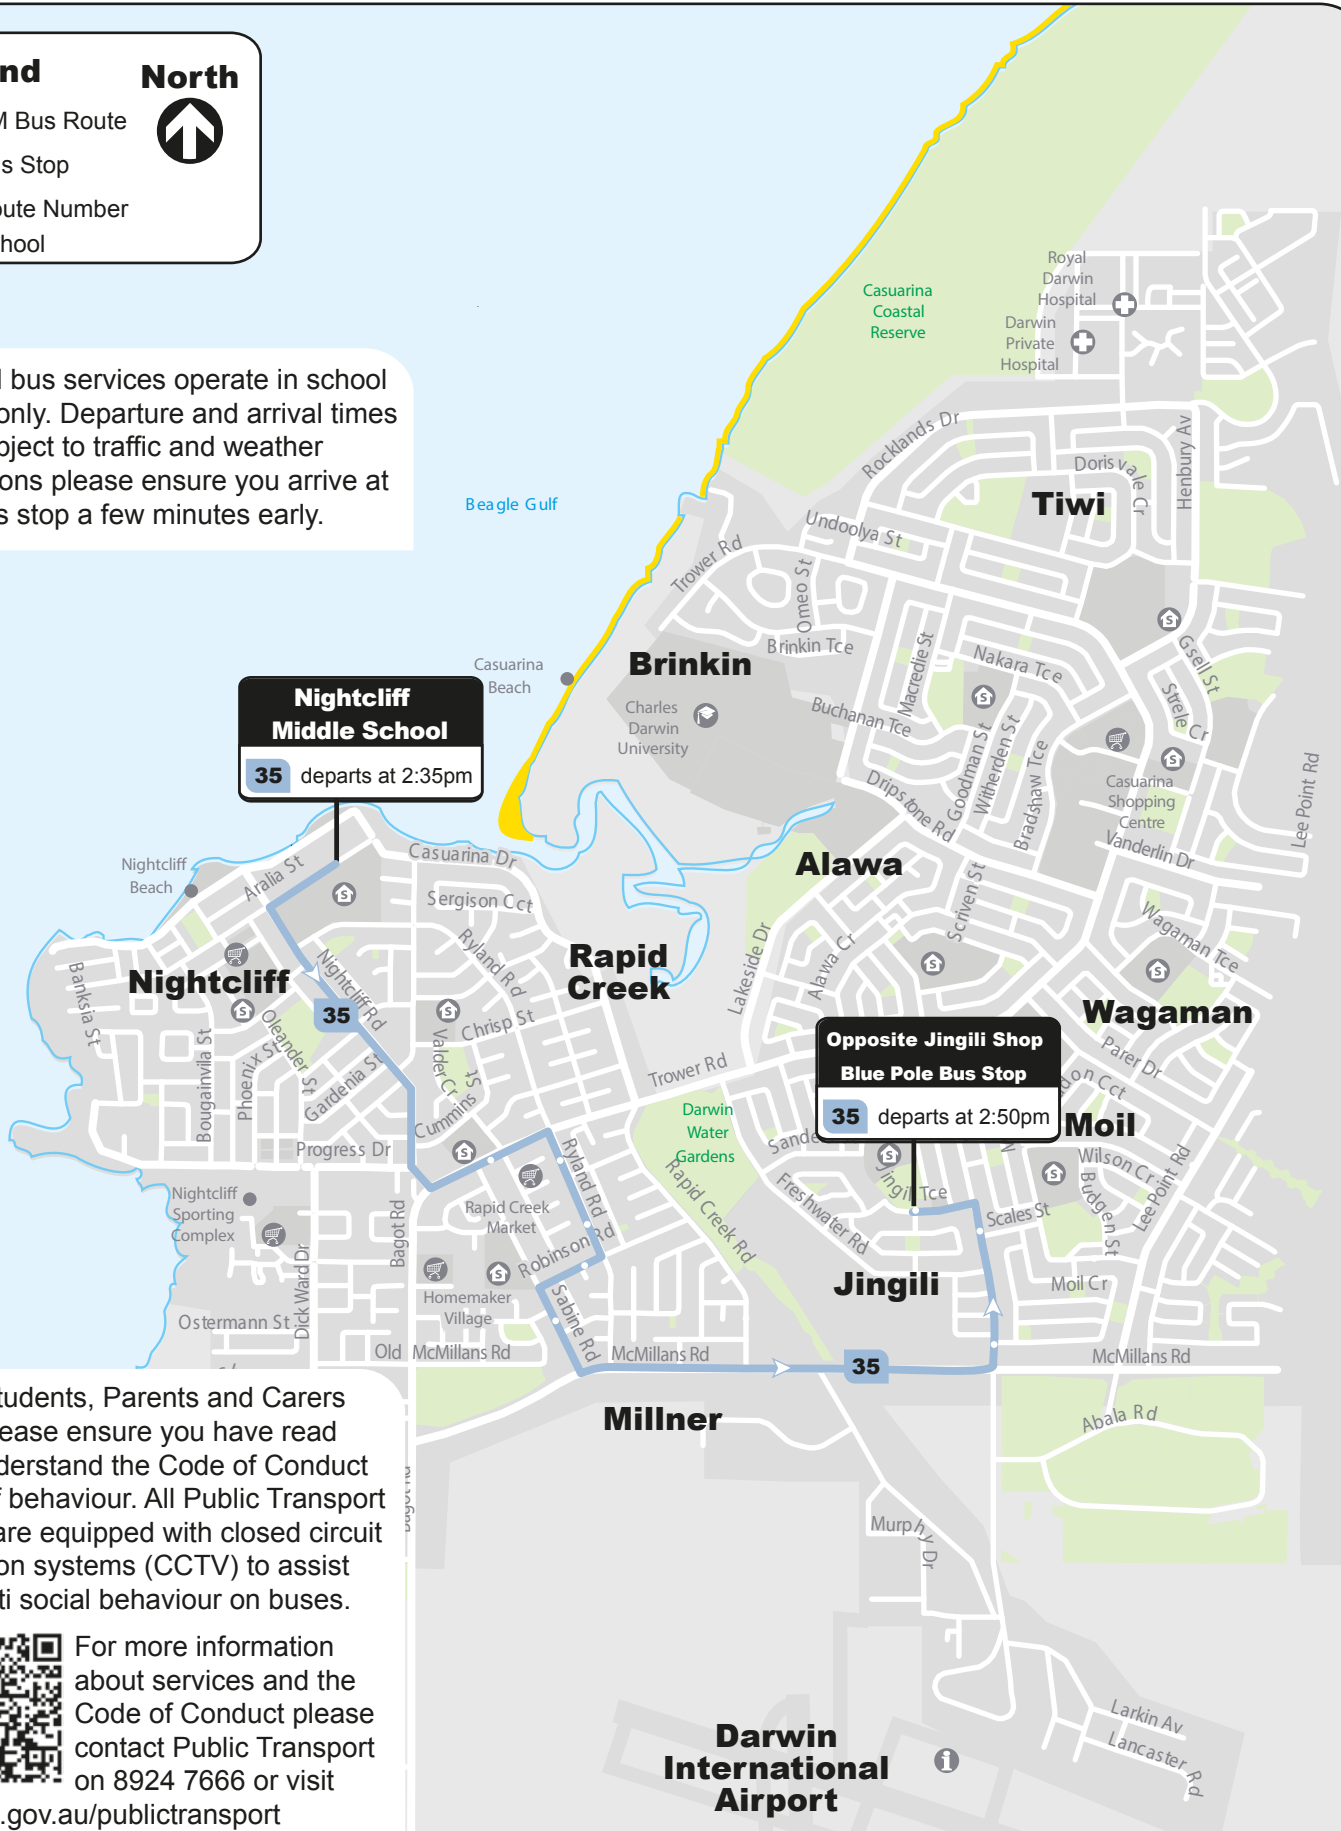 nd
North
M Bus Route
s Stop
oute Number
hool
l bus services operate in school
only. Departure and arrival times
bject to traffic and weather
ons please ensure you arrive at
s stop a few minutes early.
Beagle Gulf
Casuarina
Coastal
Reserve
Royal
Darwin
Hospital
Darwin
Private
Hospital
Rocklands Dr
Dorisvale Cr
Henbury Av
Tiwi
Undoolya St
Trower Rd
Omeo St
Brinkin Tce
Macredie St
Nakara Tce
Gsell St
Strele Cr
Casuarina
Beach
Brinkin
Charles
Darwin
University
Buchanan Tce
Goodman St
Witherden St
Bradshaw Tce
Dripstone Rd
Casuarina
Shopping
Centre
Vanderlin Dr
Lee Point Rd
Nightcliff
Middle School
35 departs at 2:35pm
Nightcliff
Beach
Aralia St
Casuarina Dr
Sergison Cct
Ryland Rd
Alawa
Scriven St
Wagaman Tce
Lakeside Dr
Alawa Cr
Rapid
Creek
Nightcliff
Banksia St
Nightcliff Rd
35
Oleander St
Bougainvilla St
Phoenix St
Gardenia St
Valder Cr
Chrisp St
Cummins St
Progress Dr
Trower Rd
Wagaman
Parer Dr
don Cct
Opposite Jingili Shop
Blue Pole Bus Stop
35 departs at 2:50pm
Moil
Darwin
Water
Gardens
Sande
Jingili Tce
Freshwater Rd
Rapid Creek Rd
Wilson Cr
Budgen St
Lee Point Rd
Scales St
Moil Cr
Nightcliff
Sporting
Complex
Bagot Rd
Dick Ward Dr
Rapid Creek
Market
Ryland Rd
Robinson Rd
Homemaker
Village
Sabine Rd
Jingili
Ostermann St
Old McMillans Rd
McMillans Rd
35
McMillans Rd
Millner
Abala Rd
Bagot Rd
Murphy Dr
tudents, Parents and Carers
ease ensure you have read
derstand the Code of Conduct
f behaviour. All Public Transport
are equipped with closed circuit
on systems (CCTV) to assist
ti social behaviour on buses.
For more information
about services and the
Code of Conduct please
contact Public Transport
on 8924 7666 or visit
.gov.au/publictransport
Larkin Av
Lancaster Rd
Darwin
International
Airport